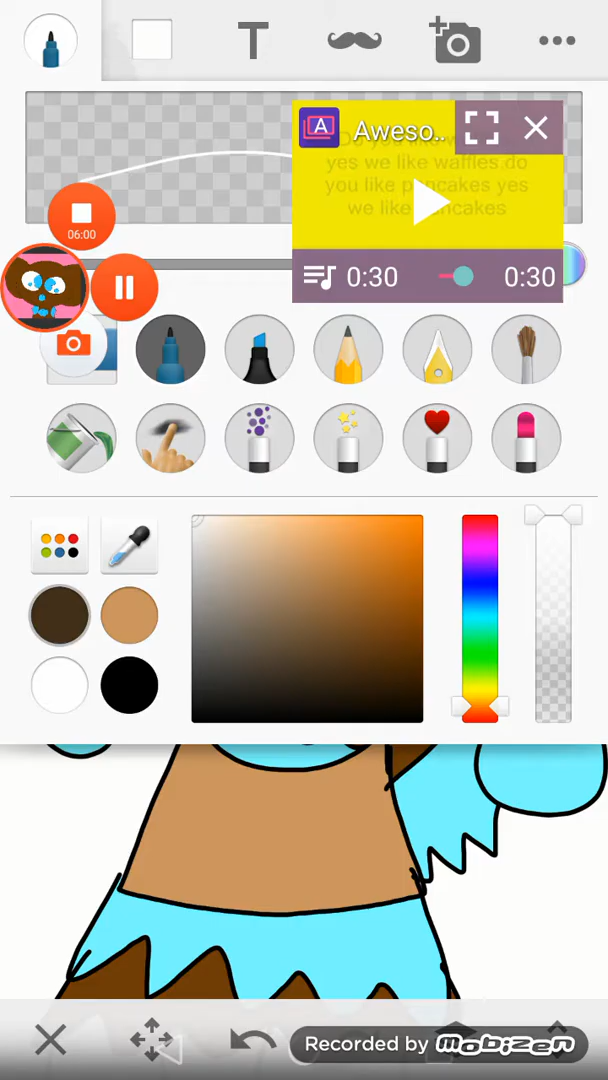 T
A
Aweso..
Do you like w
yes we like waffles do
you like pancakes yes
we like pancakes
06:00
0:30
0:30
Recorded by MobiZen